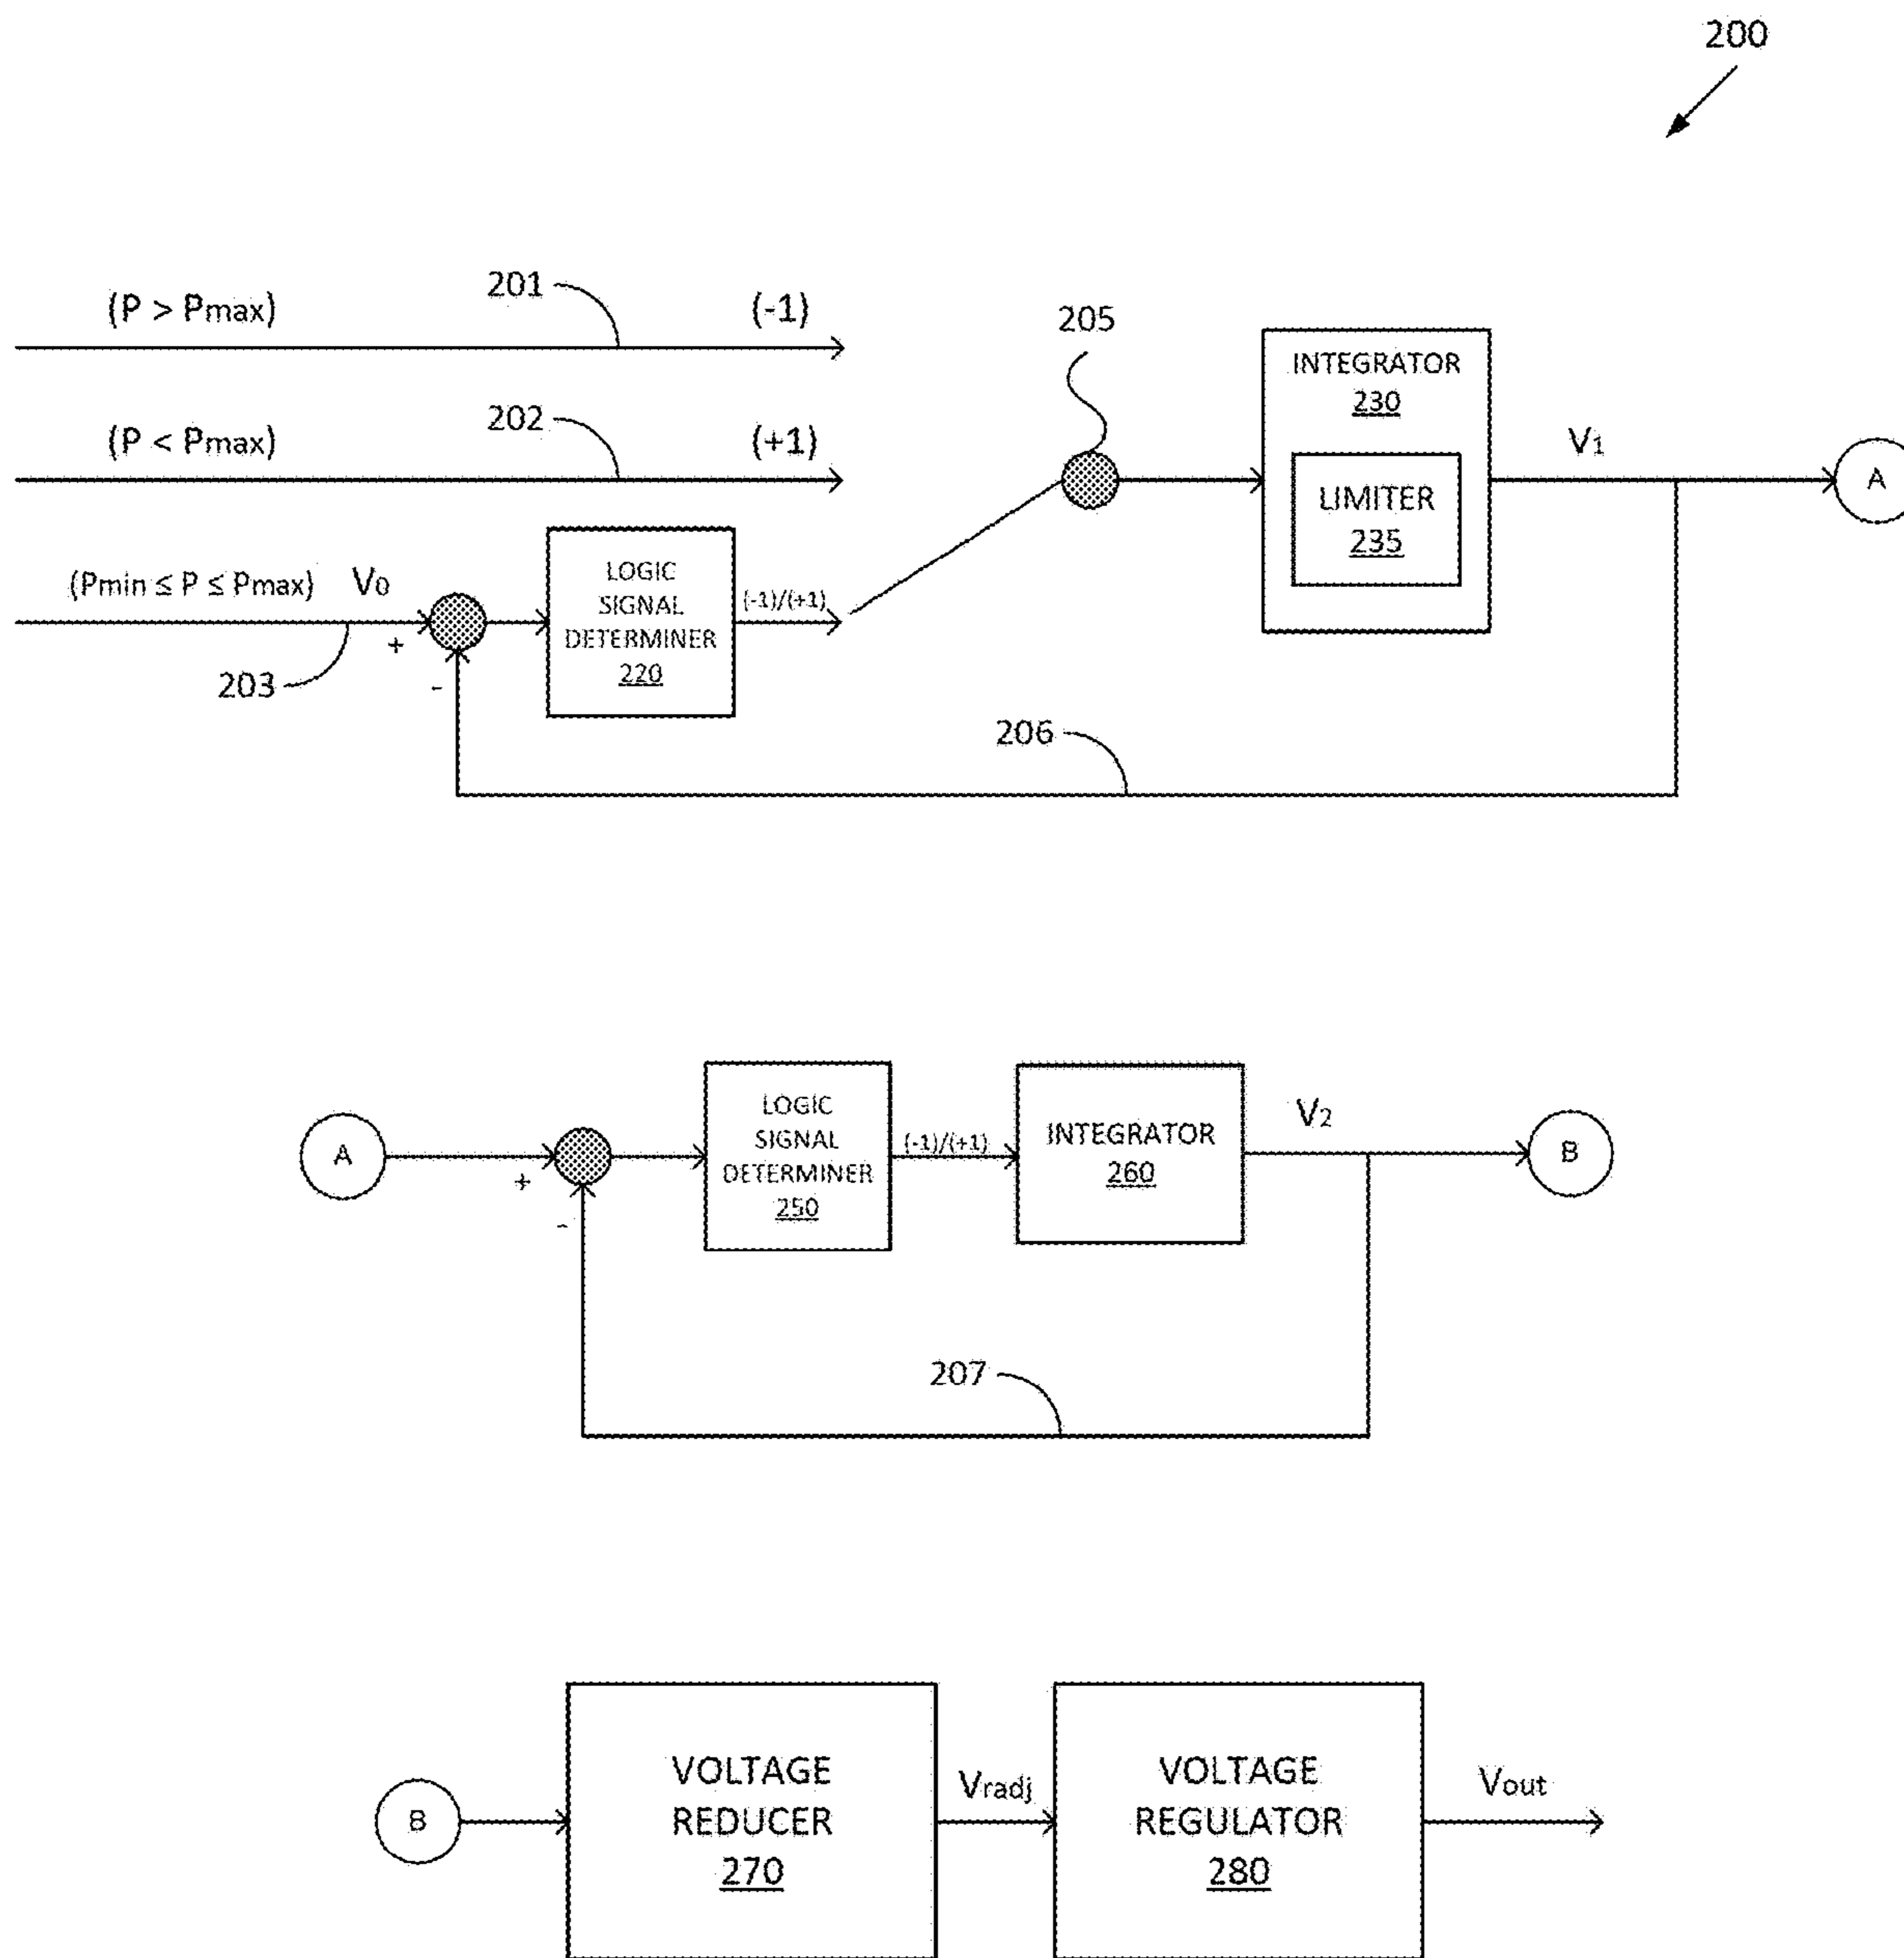 200
(P > Pmax)
201
(-1)
(P < Pmax)
202
(+1)
205
INTEGRATOR
230
LIMITER
235
V1
A
(Pmin ≤ P ≤ Pmax)
V0
+
-
203
LOGIC
SIGNAL
DETERMINER
220
(-1)/(+1)
206
A
+
-
LOGIC
SIGNAL
DETERMINER
250
(-1)/(+1)
INTEGRATOR
260
V2
B
207
B
VOLTAGE
REDUCER
270
Vradj
VOLTAGE
REGULATOR
280
Vout